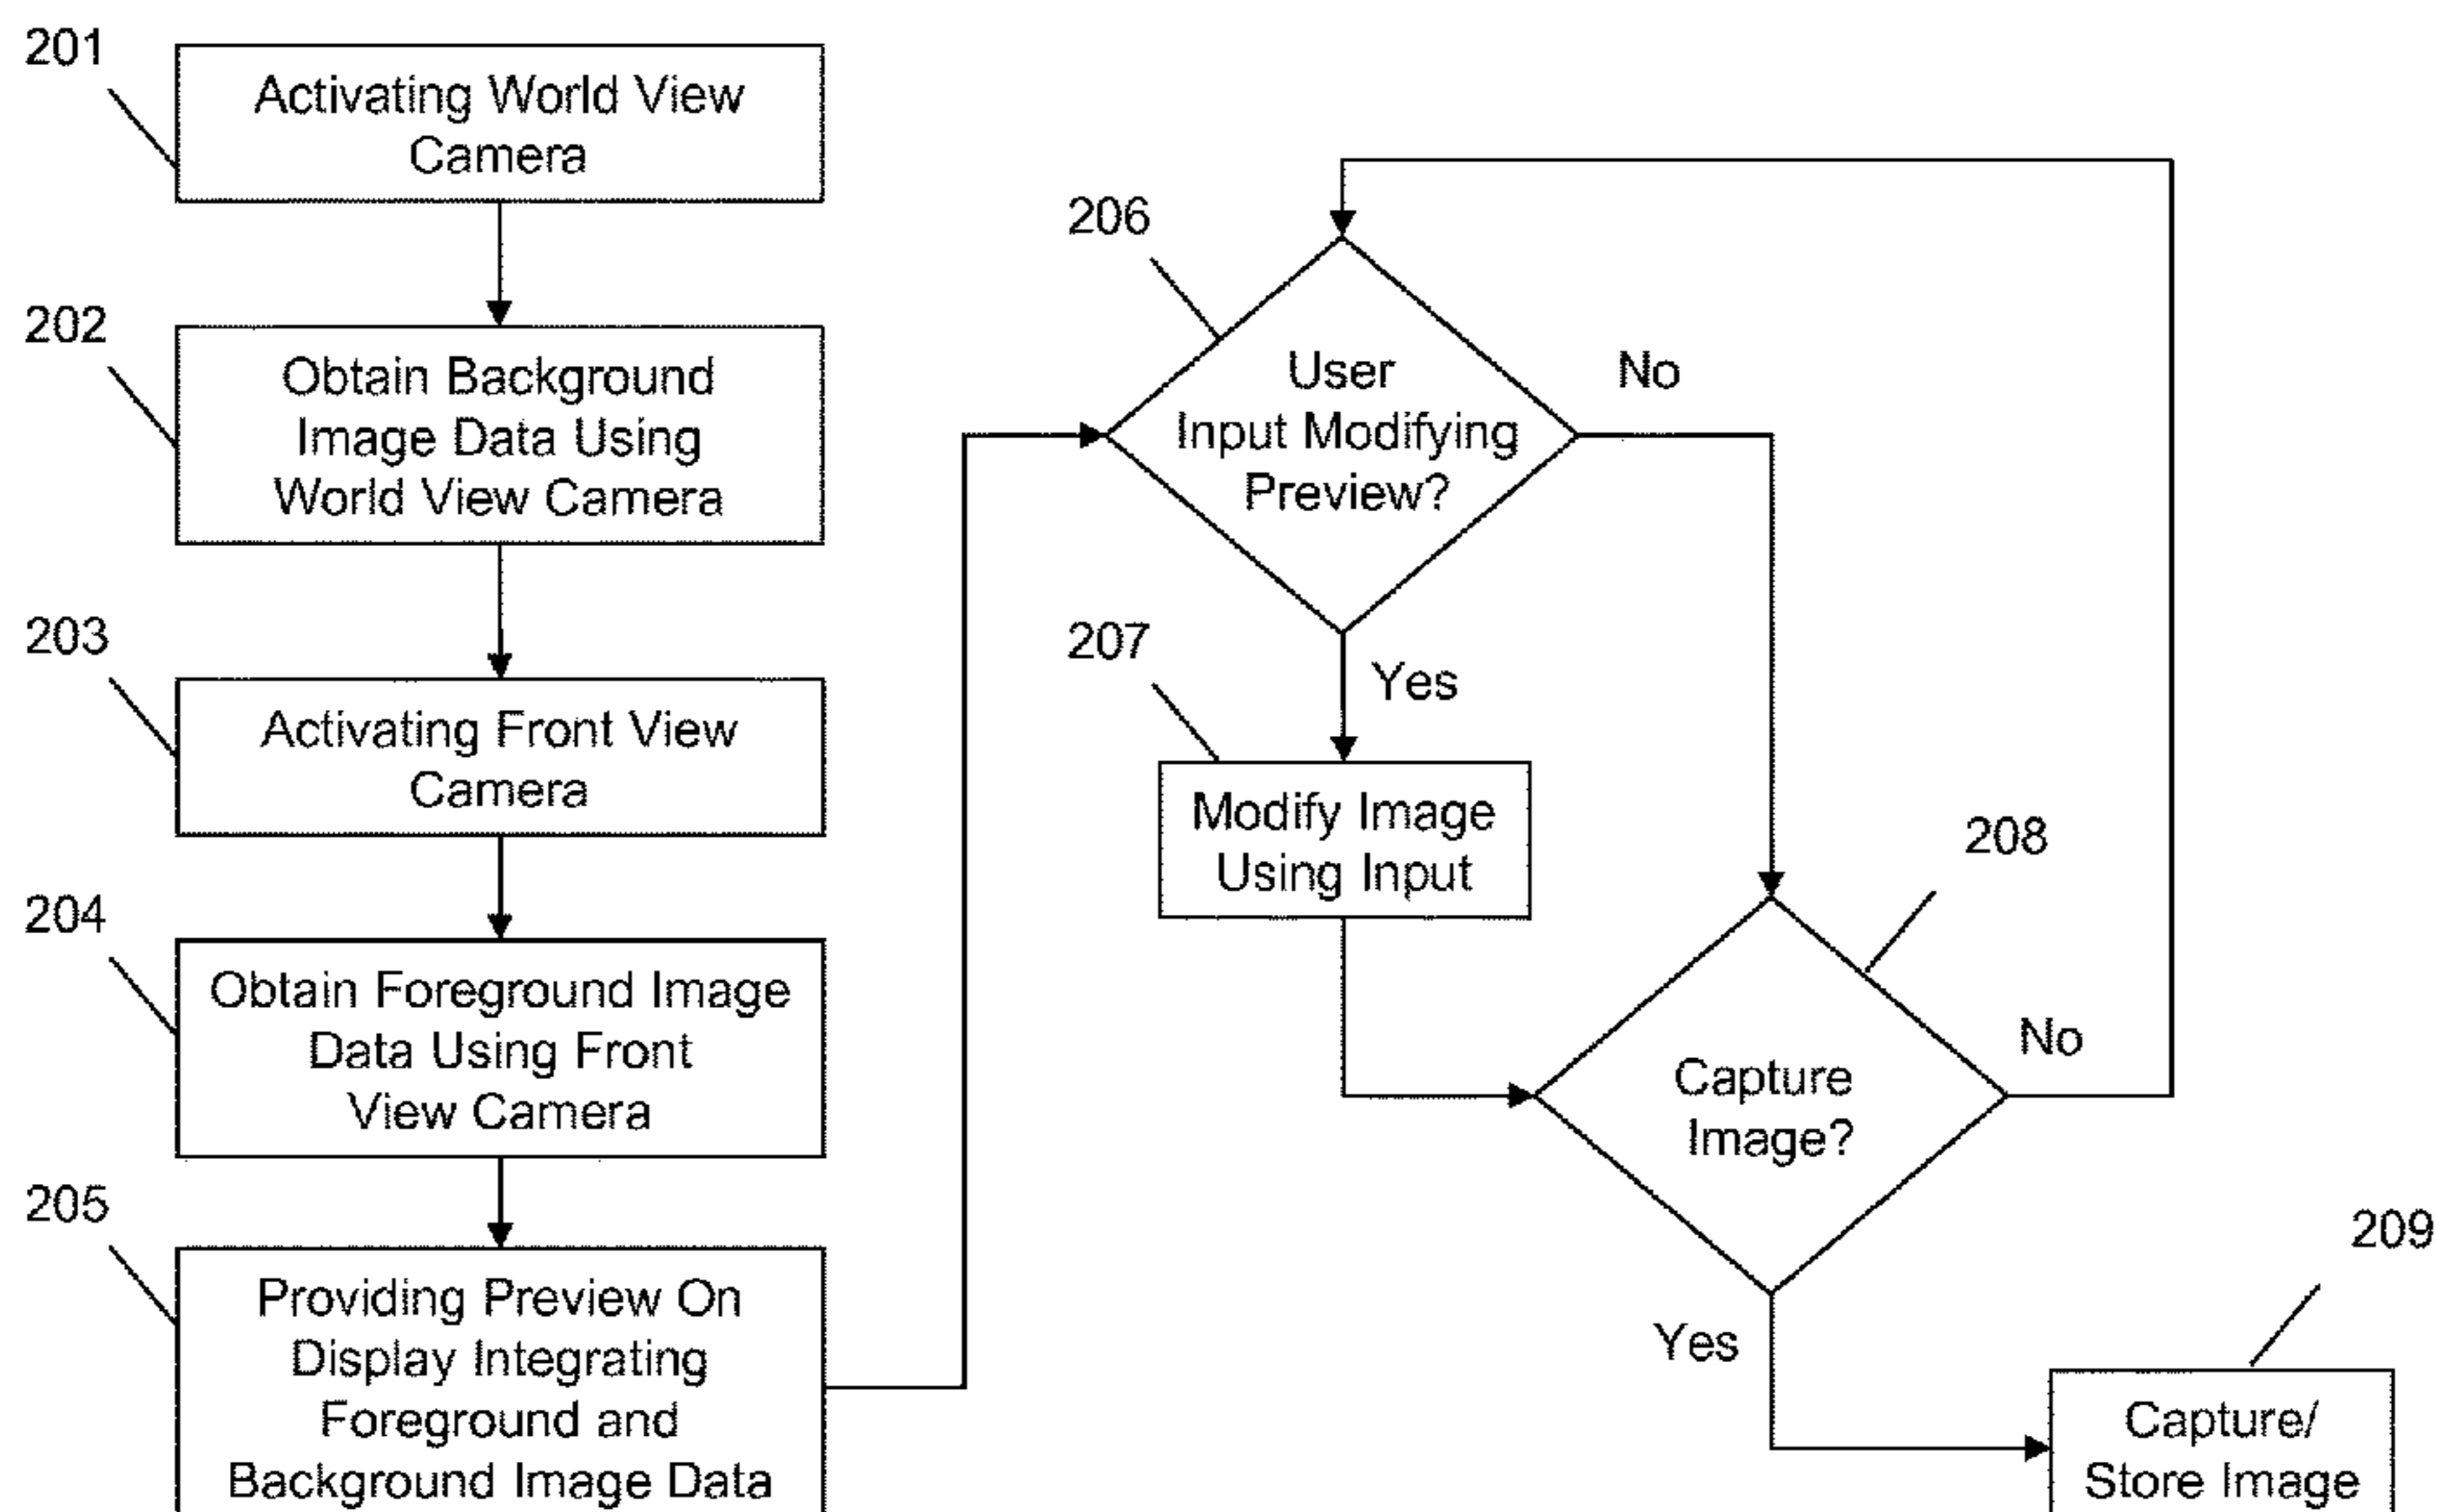 201
Activating World View
Camera
202
Obtain Background
Image Data Using
World View Camera
203
Activating Front View
Camera
204
Obtain Foreground Image
Data Using Front
View Camera
205
Providing Preview On
Display Integrating
Foreground and
Background Image Data
206
User
Input Modifying
Preview?
No
Yes
207
Modify Image
Using Input
208
Capture
Image?
No
Yes
209
Capture/
Store Image